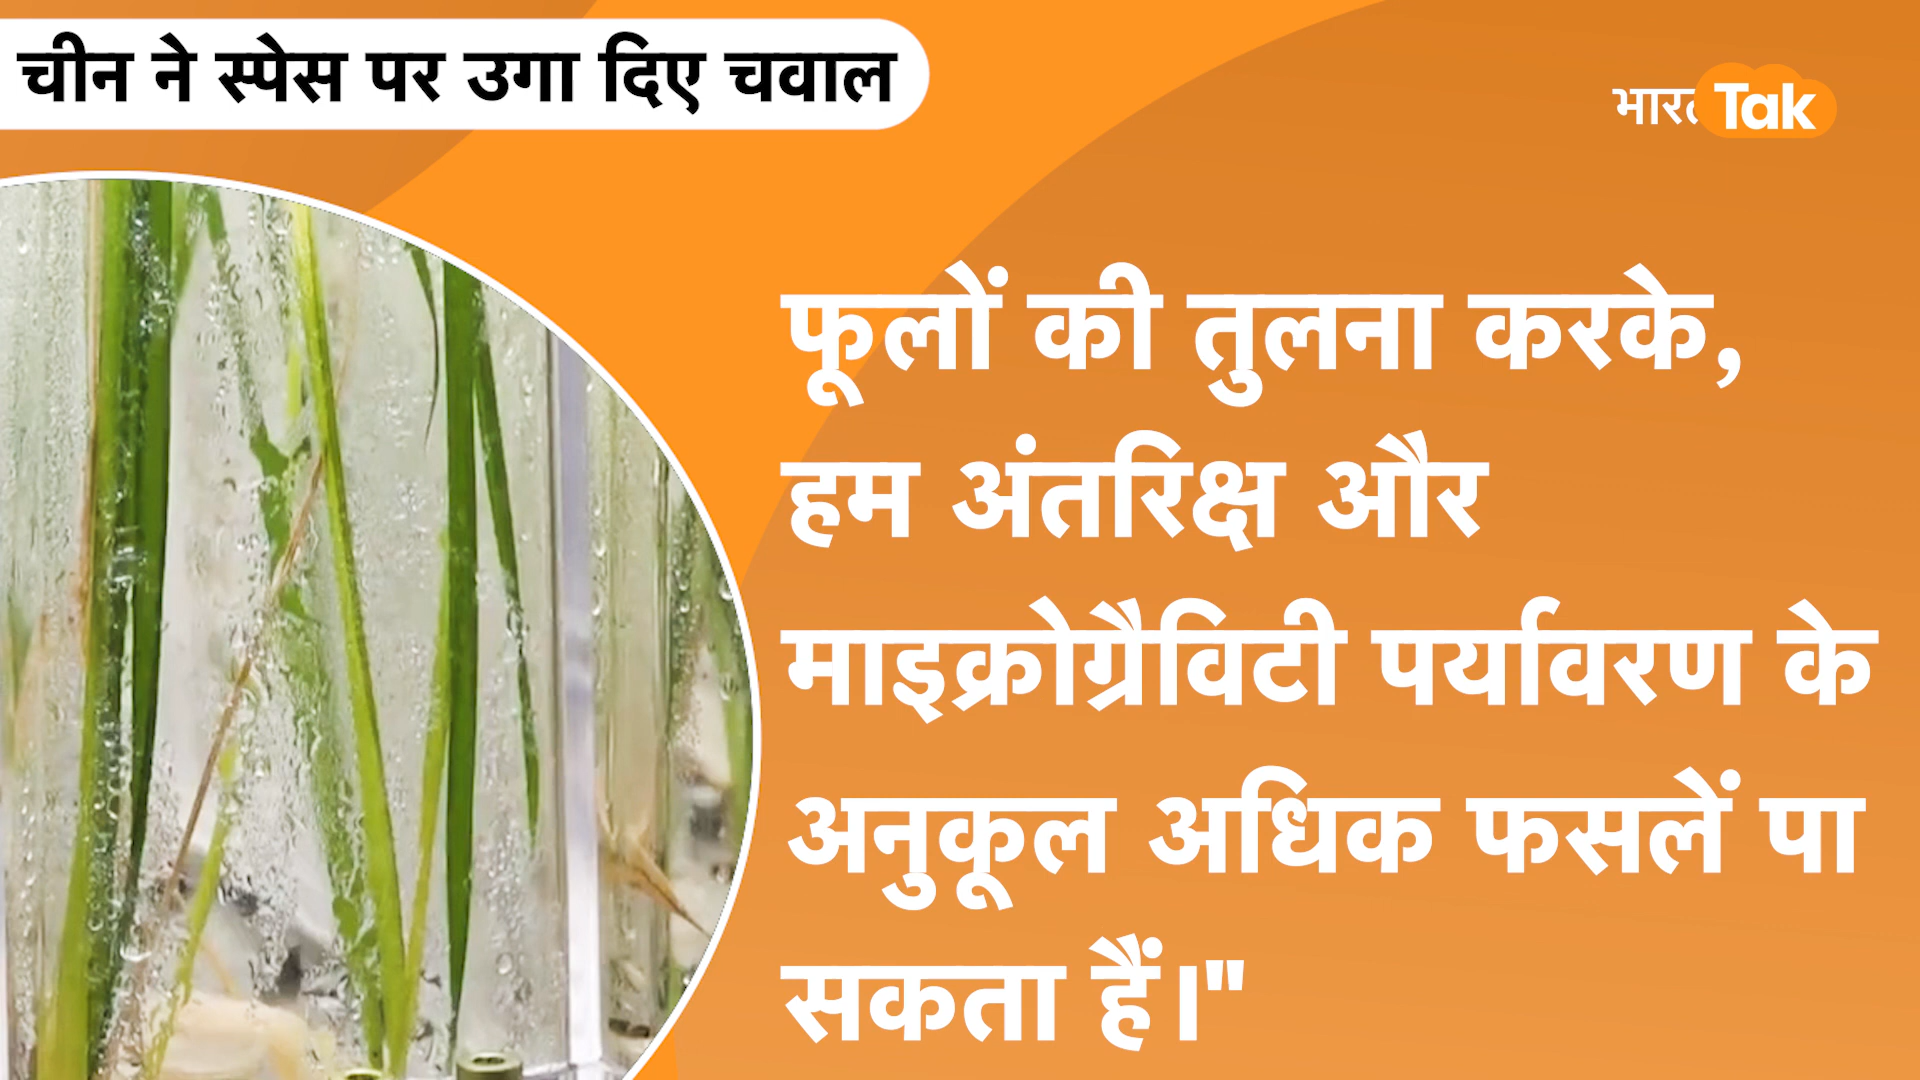 चीन ने स्पेस पर उगा दिए चवाल
भारत Tak
फूलों की तुलना करके,
हम अंतरिक्ष और
माइक्रोग्रैविटी पर्यावरण के
अनुकूल अधिक फसलें पा
सकता हैं।"